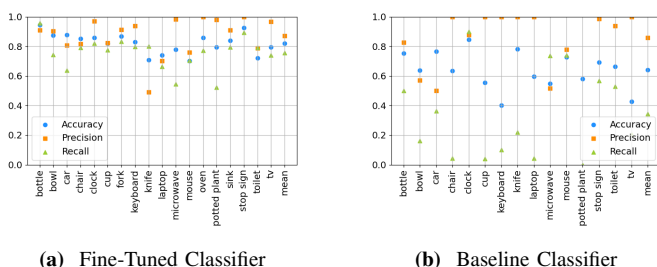 1.0
0.8
0.6
0.4
0.2
0.0
Accuracy
Precision
Recall
bottle
bowl
car
chair
clock
cup
fork
keyboard
knife
laptop
microwave
mouse
oven
potted plant
sink
stop sign
toilet
tv
mean
(a) Fine-Tuned Classifier
1.0
0.8
0.6
0.4
0.2
0.0
Accuracy
Precision
Recall
bottle
bowl
car
chair
clock
cup
keyboard
knife
laptop
microwave
mouse
potted plant
stop sign
toilet
tv
mean
(b) Baseline Classifier